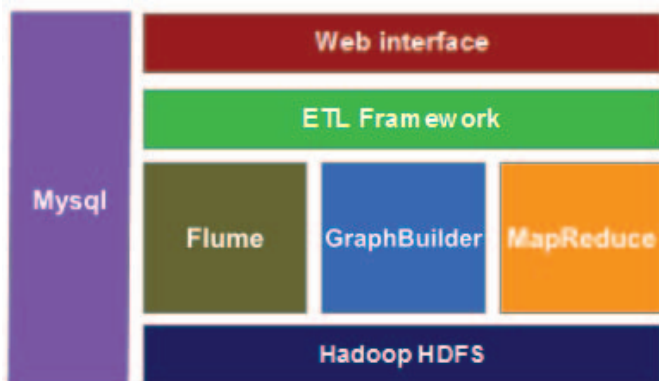 Web interface
ETL Framework
Mysql
Flume
GraphBuilder
MapReduce
Hadoop HDFS